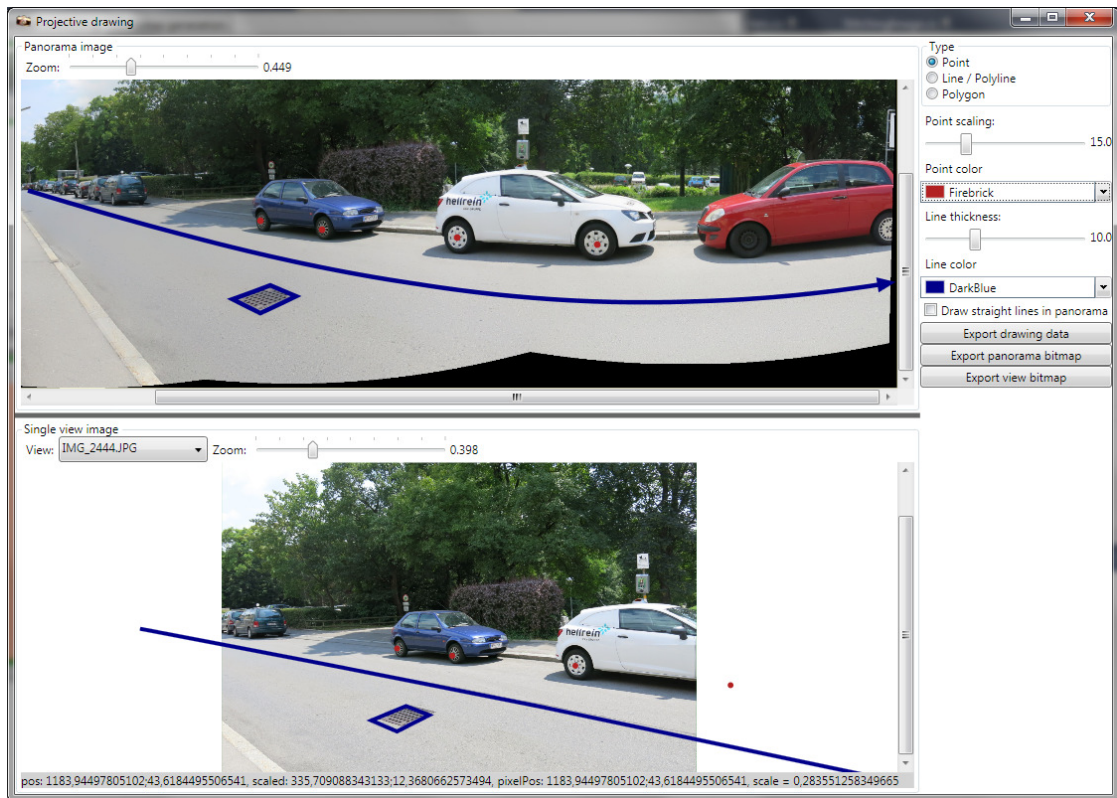 Projective drawing
Panorama image
Zoom: 0.449
hellrein
Type
Point
Line / Polyline
Polygon
Point scaling:
15.0
Point color
Firebrick
Line thickness:
10.0
Line color
DarkBlue
Draw straight lines in panorama
Export drawing data
Export panorama bitmap
Export view bitmap
Single view image
View: IMG_2444.JPG Zoom: 0.398
hellrein
pos: 1183,94497805102;43,6184495506541, scaled: 335,709088343133;12,3680662573494, pixelPos: 1183,94497805102;43,6184495506541, scale = 0,283551258349665